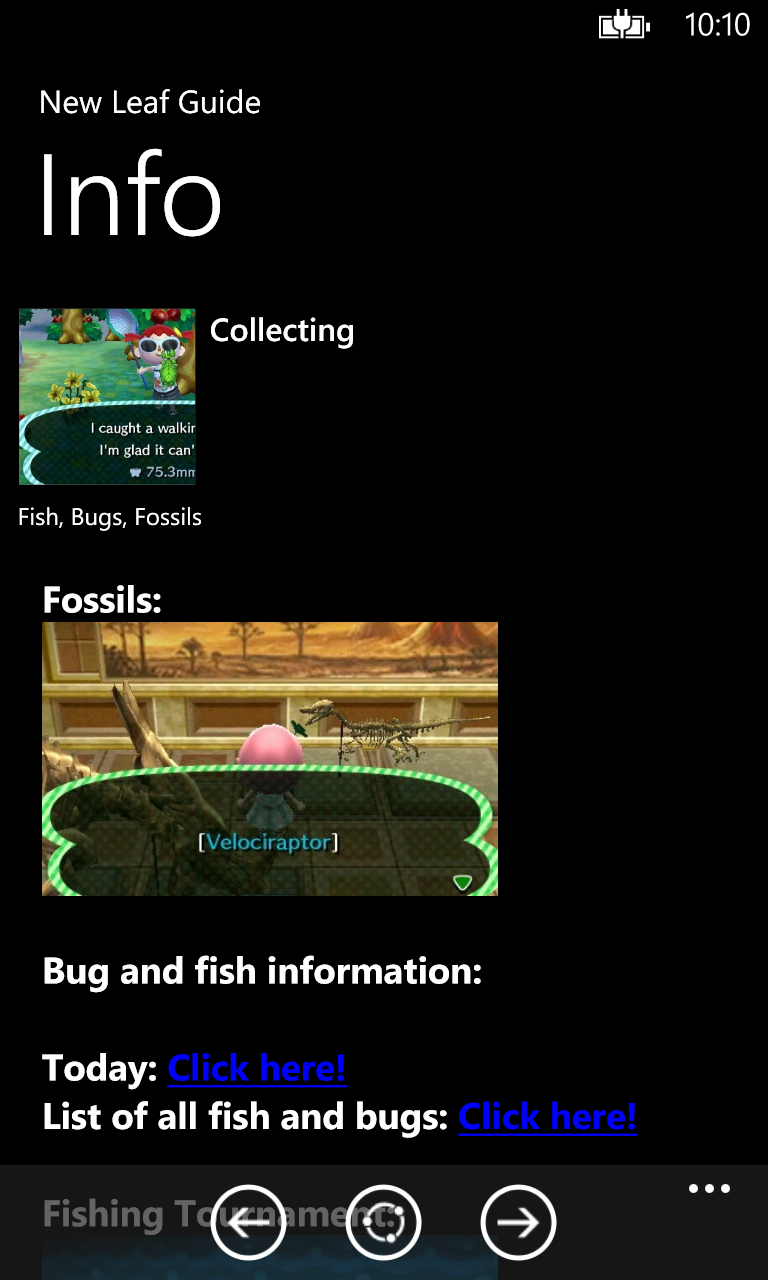 10:10
New Leaf Guide
Info
Collecting
I caught a walkin
I'm glad it can'
75.3mm
Fish, Bugs, Fossils
Fossils:
[Velociraptor]
Bug and fish information:
Today: Click here!
List of all fish and bugs: Click here!
Fishing Tournament: